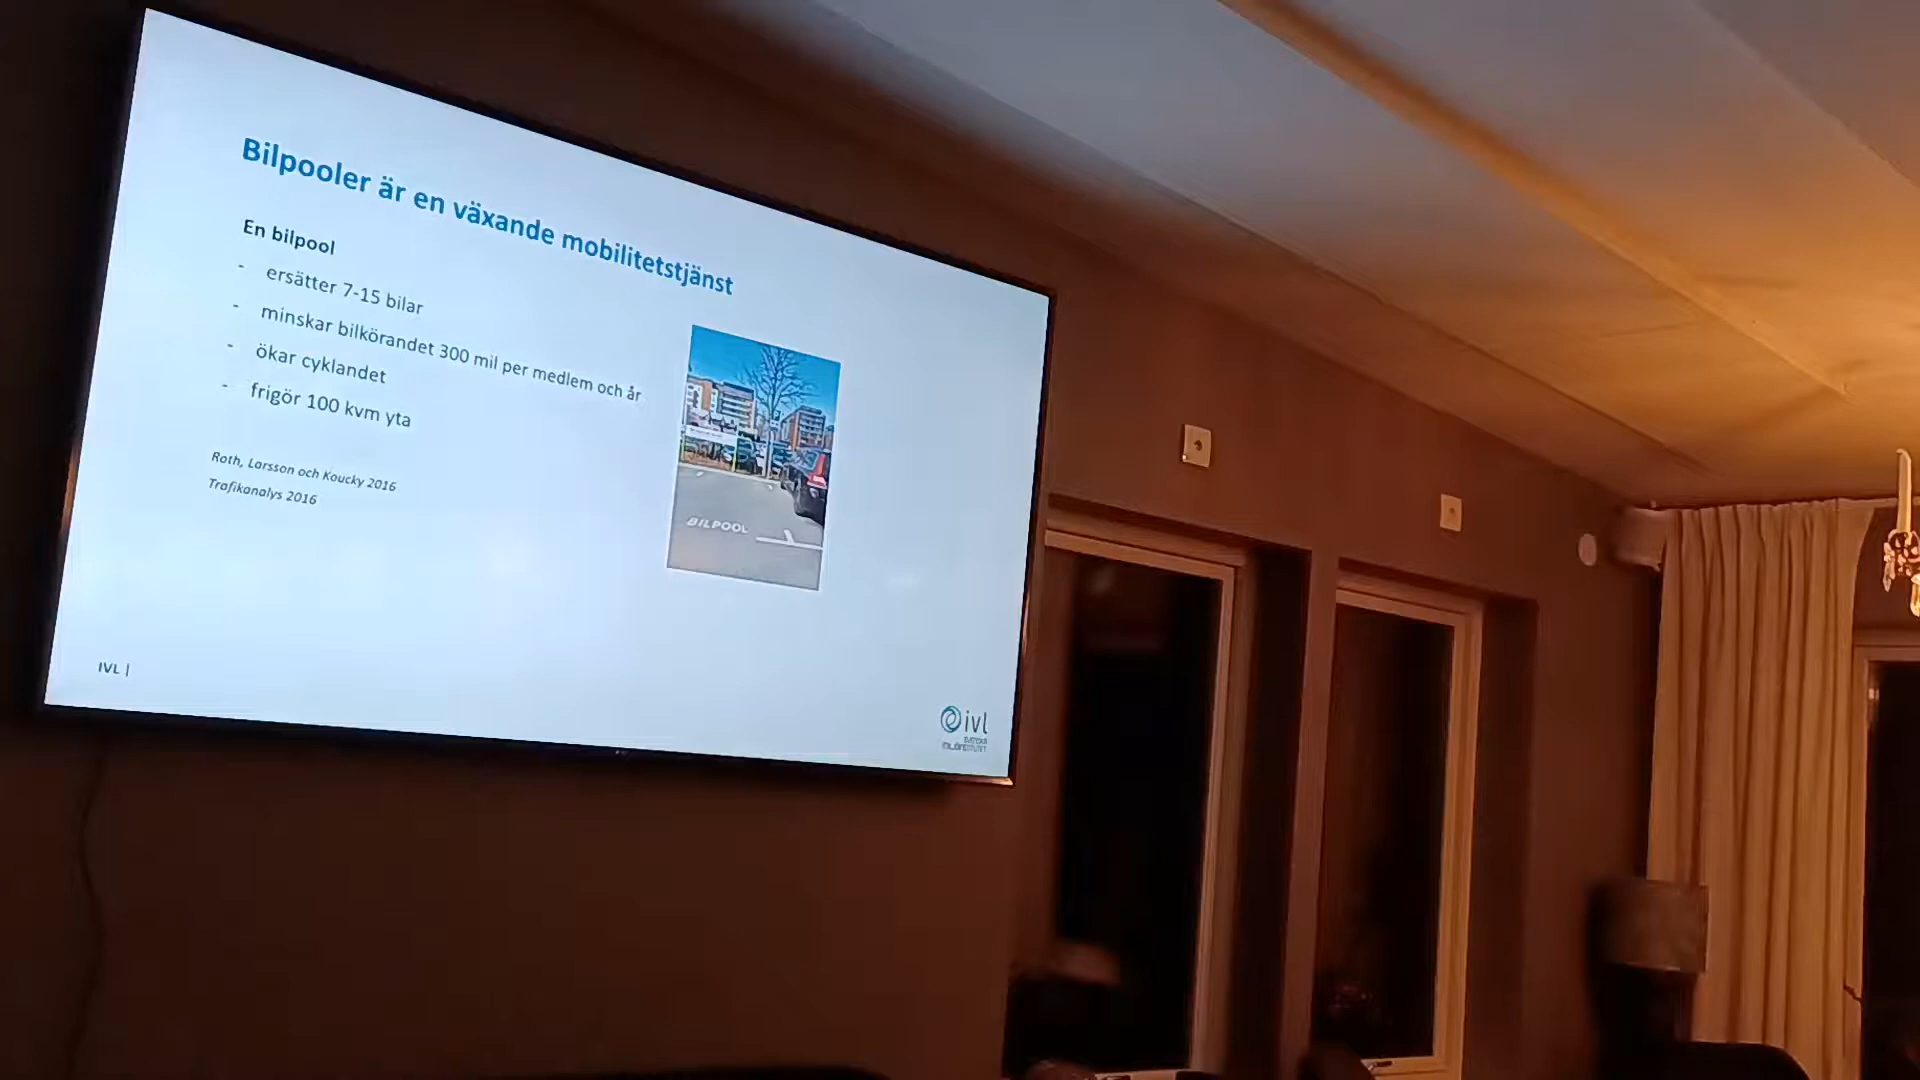 Bilpooler är en växande mobilitetstjänst
En bilpool
- ersätter 7-15 bilar
- minskar bilkörandet 300 mil per medlem och år
- ökar cyklandet
- frigör 100 kvm yta
Roth, Larsson och Koucky 2016
Trafikanalys 2016
BILPOOL
IVL |
ivl
SVENSKA